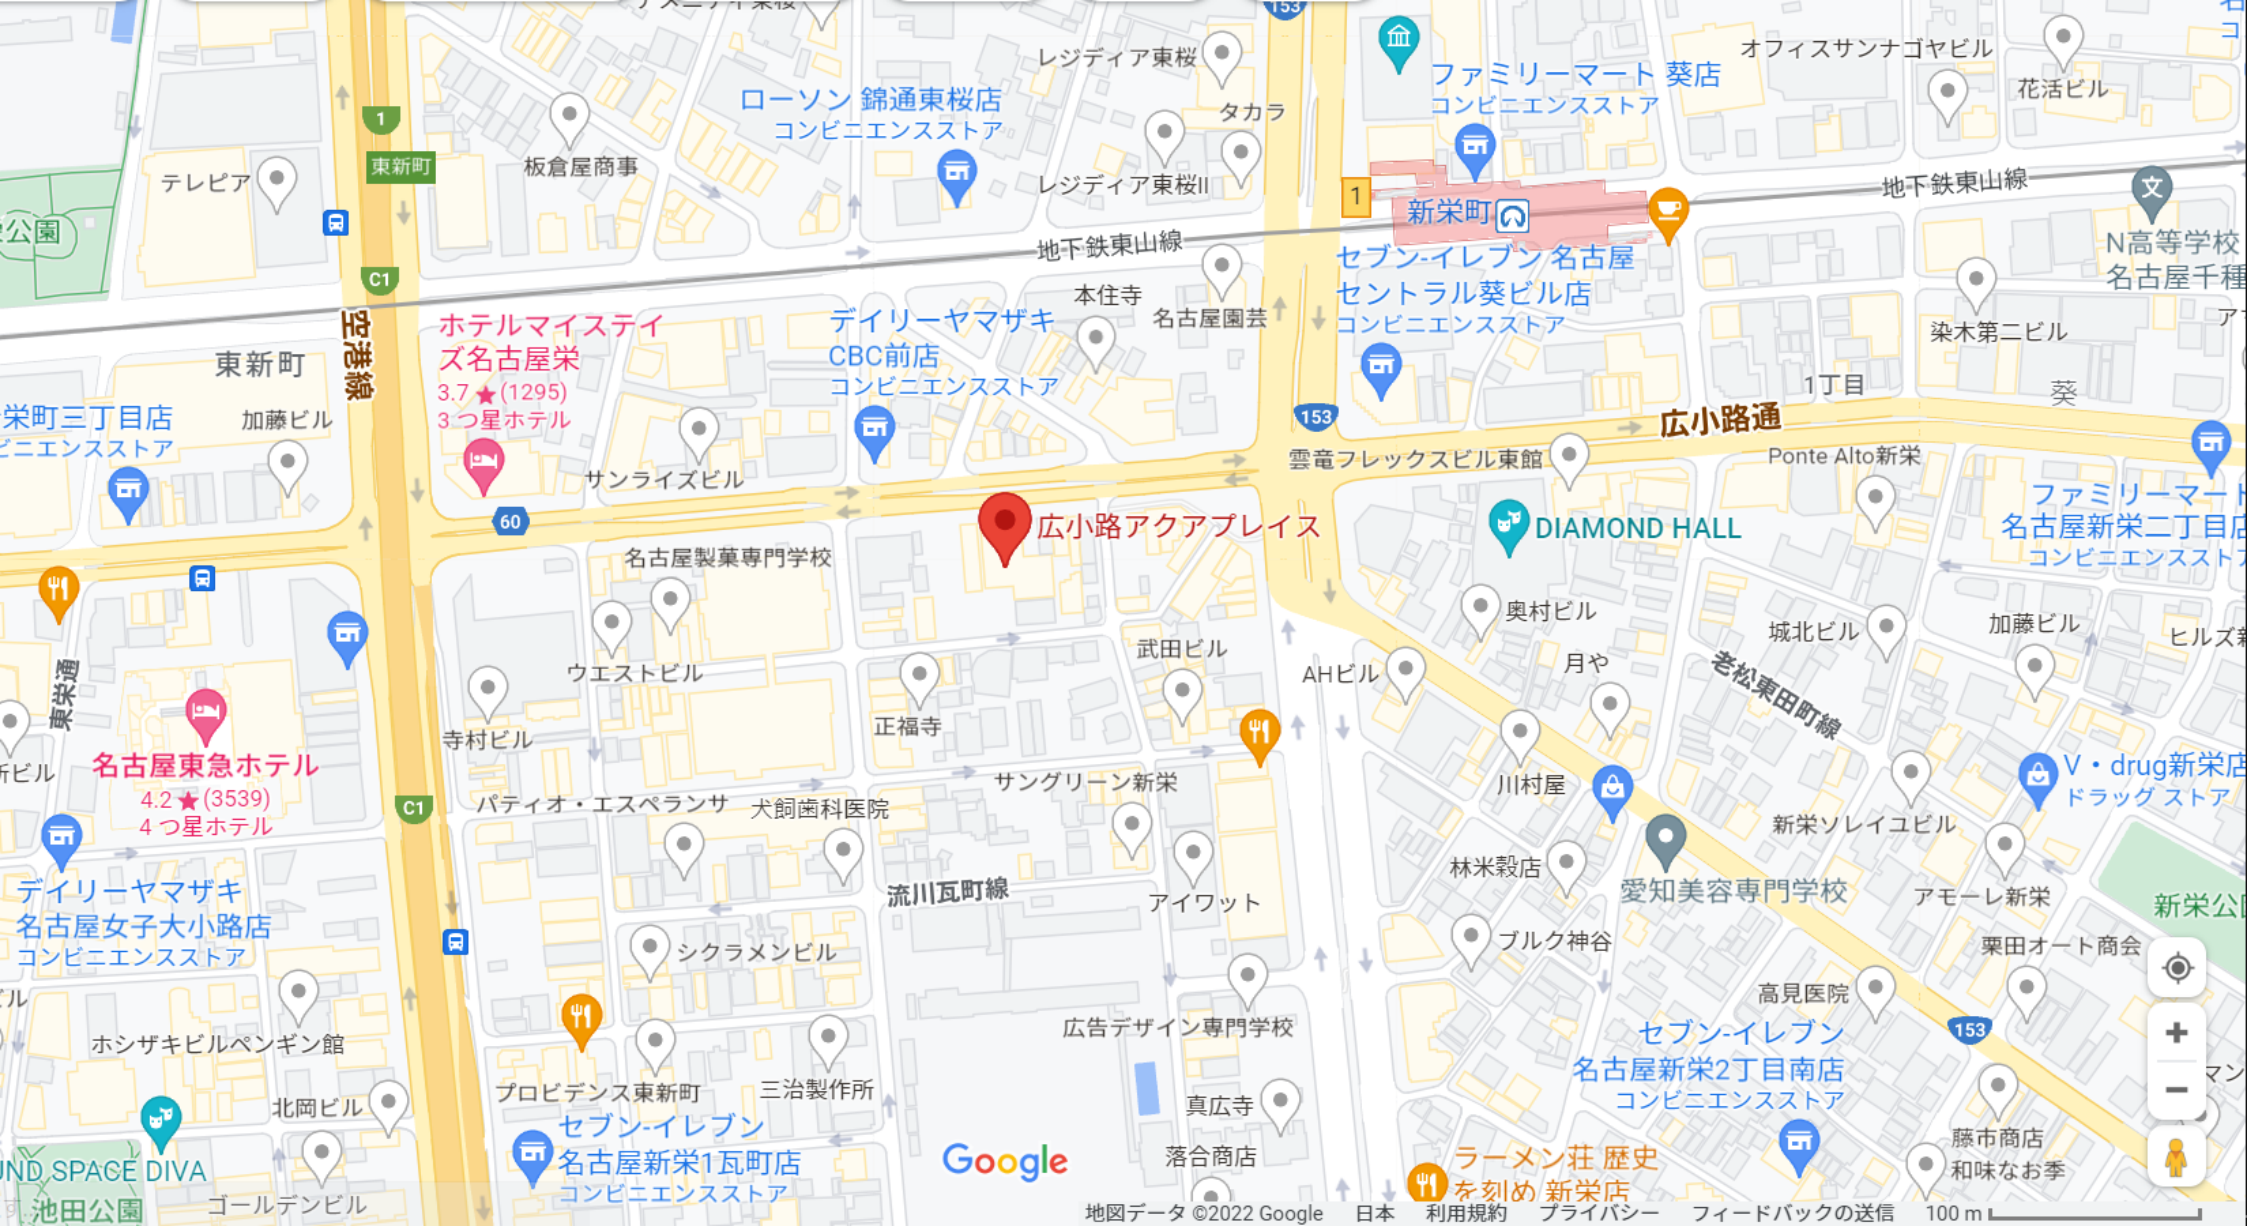 153
レジディア東桜
オフィスサンナゴヤビル
花活ビル
ファミリーマート 葵店
コンビニエンスストア
ローソン 錦通東桜店
コンビニエンスストア
タカラ
1
東新町
板倉屋商事
テレピア
レジディア東桜II
1
新栄町
地下鉄東山線
地下鉄東山線
公園
N高等学校
名古屋千種
セブン-イレブン 名古屋
セントラル葵ビル店
コンビニエンスストア
C1
空港線
本住寺
名古屋園芸
染木第二ビル
ホテルマイステイ
ズ名古屋栄
3.7 ★ (1295)
3 つ星ホテル
デイリーヤマザキ
CBC前店
コンビニエンスストア
東新町
1丁目
葵
栄町三丁目店
ビニエンスストア
加藤ビル
153
広小路通
サンライズビル
雲竜フレックスビル東館
Ponte Alto新栄
60
広小路アクアプレイス
DIAMOND HALL
ファミリーマート
名古屋新栄二丁目店
コンビニエンスストア
名古屋製菓専門学校
奥村ビル
城北ビル
加藤ビル
ヒルズ新
東栄通
ウエストビル
武田ビル
AHビル
月や
老松東田町線
正福寺
寺村ビル
名古屋東急ホテル
4.2 ★ (3539)
4 つ星ホテル
新ビル
サングリーン新栄
川村屋
V・drug新栄店
ドラッグ ストア
C1
パティオ・エスペランサ
犬飼歯科医院
新栄ソレイユビル
林米穀店
愛知美容専門学校
アモーレ新栄
新栄公園
デイリーヤマザキ
名古屋女子大小路店
コンビニエンスストア
流川瓦町線
アイワット
シクラメンビル
ブルク神谷
栗田オート商会
高見医院
ビル
ホシザキビルペンギン館
広告デザイン専門学校
セブン-イレブン
名古屋新栄2丁目南店
コンビニエンスストア
153
マン
プロビデンス東新町
三治製作所
北岡ビル
真広寺
セブン-イレブン
名古屋新栄1瓦町店
コンビニエンスストア
藤市商店
和味なお季
UND SPACE DIVA
池田公園
ゴールデンビル
Google
落合商店
ラーメン荘 歴史
を刻め 新栄店
地図データ ©2022 Google 日本 利用規約 プライバシー フィードバックの送信 100 m